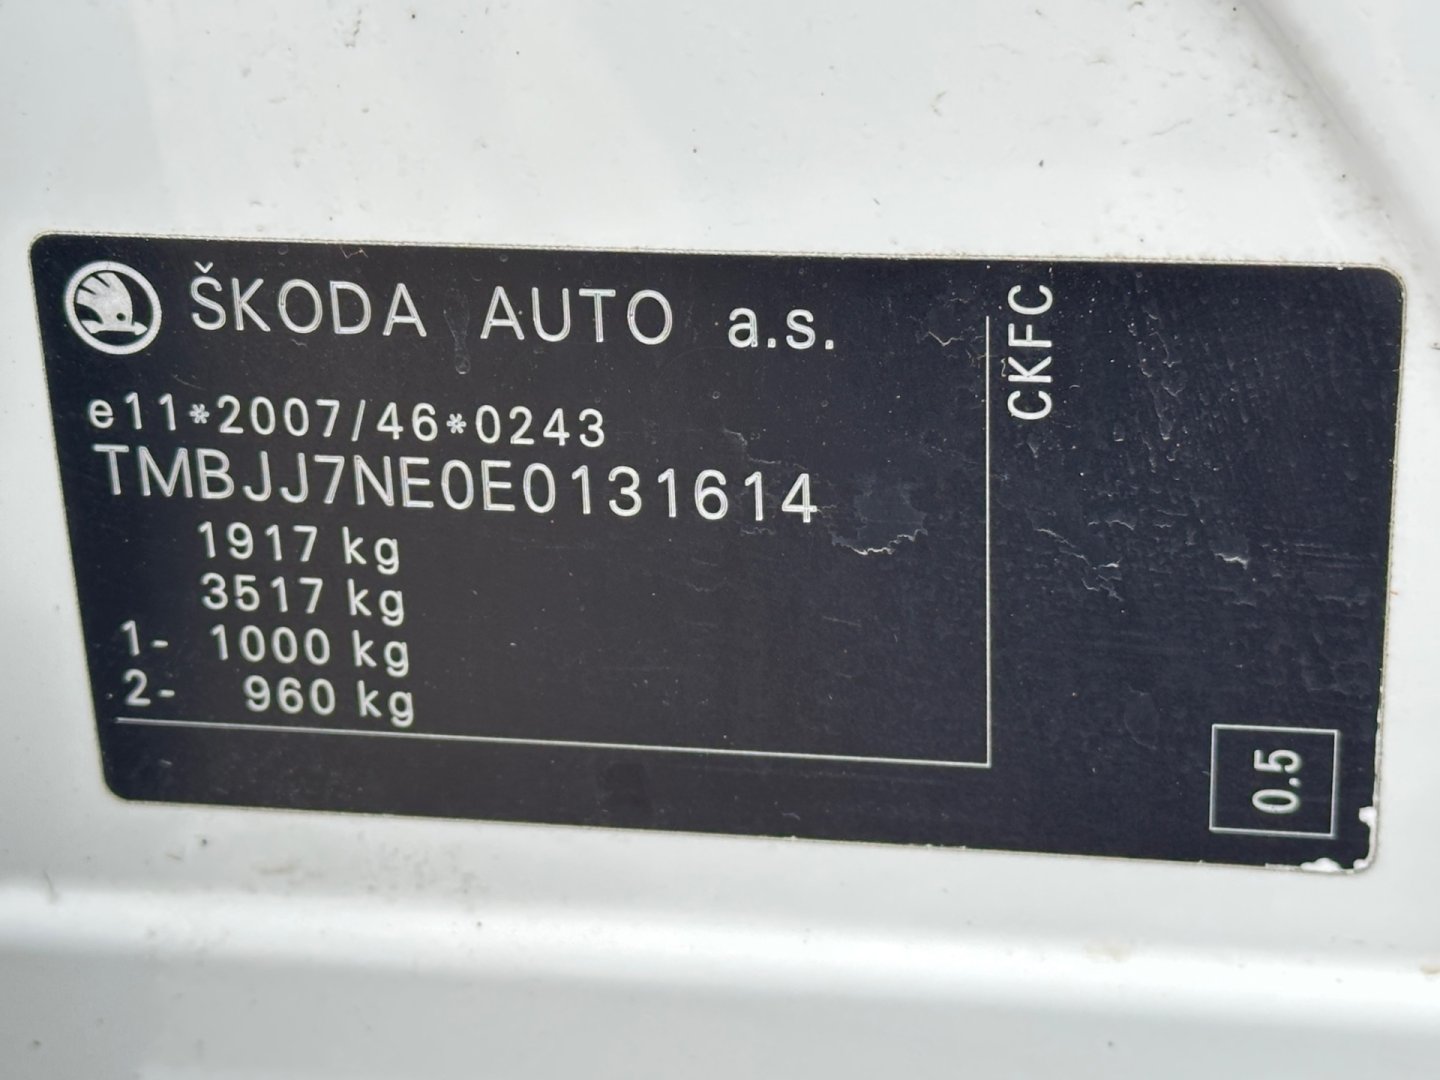 ŠKODA AUTO a.s.
e11*2007/46*0243
TMBJJ7NE0E0131614
1917 kg
3517 kg
1- 1000 kg
2- 960 kg
CKFC
0.5